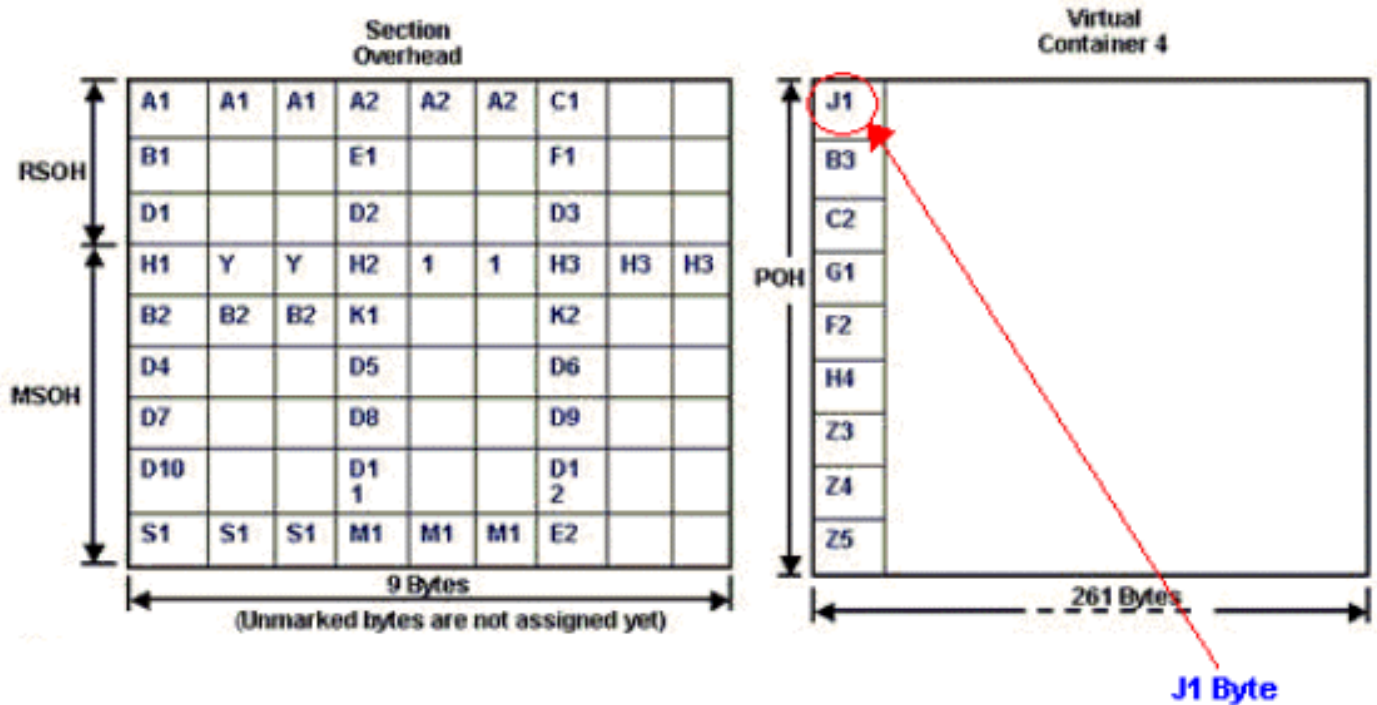 Section
Overhead
A1 A1 A1 A2 A2 A2 C1
B1 E1 F1
D1 D2 D3
RSOH
H1 Y Y H2 1 1 H3 H3 H3
B2 B2 B2 K1 K2
D4 D5 D6
MSOH
D7 D8 D9
D10 D1 D1
1 2
S1 S1 S1 M1 M1 M1 E2
9 Bytes
(Unmarked bytes are not assigned yet)
Virtual
Container 4
J1
B3
C2
POH
G1
F2
H4
Z3
Z4
Z5
261 Bytes
J1 Byte